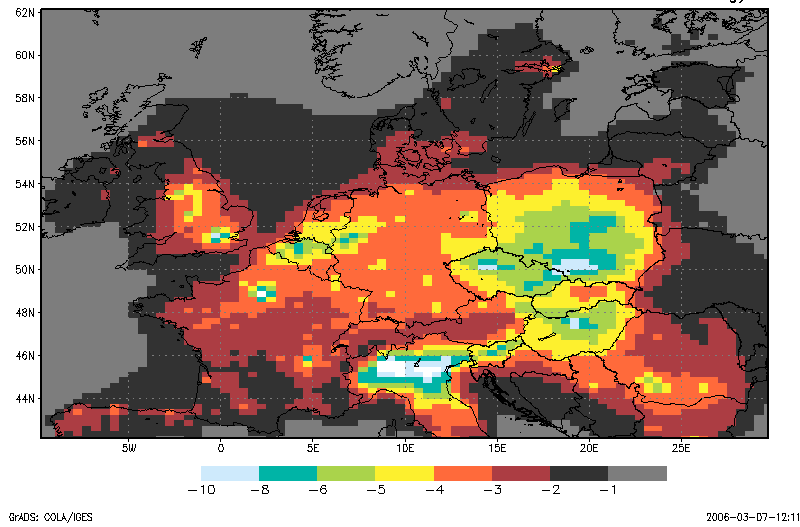 62N
60N
58N
56N
54N
52N
50N
48N
46N
44N
5W 0 5E 10E 15E 20E 25E
-10 -8 -6 -5 -4 -3 -2 -1
GrADS: COLA/IGES 2006-03-07-12:11